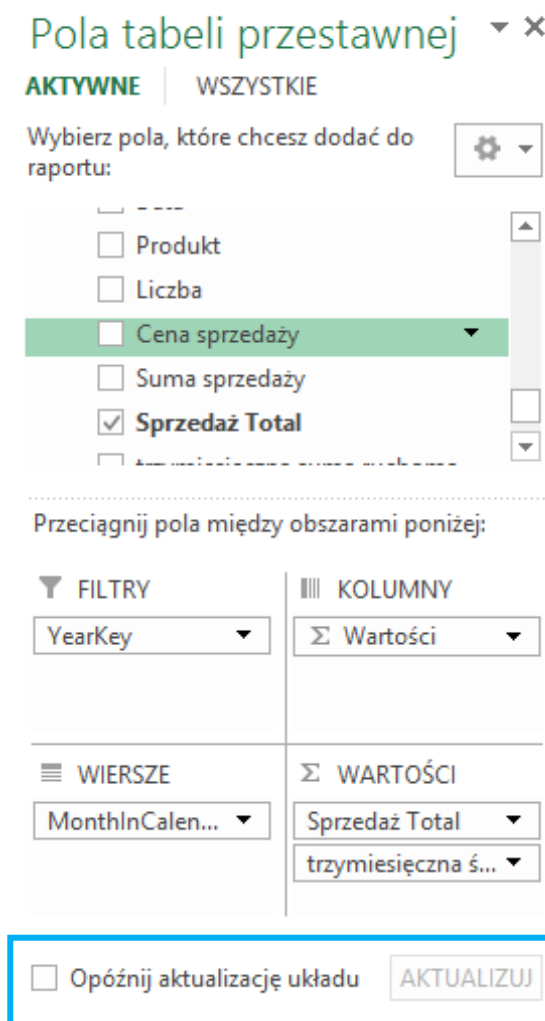 Pola tabeli przestawnej
AKTYWNE WSZYSTKIE
Wybierz pola, które chcesz dodać do
raportu:
Produkt
Liczba
Cena sprzedaży
Suma sprzedaży
Sprzedaż Total
Przeciągnij pola między obszarami poniżej:
FILTRY KOLUMNY
YearKey Σ Wartości
WIERSZE Σ WARTOŚCI
MonthInCalen... Sprzedaż Total
trzymiesięczna ś...
Opóźnij aktualizację układu AKTUALIZUJ